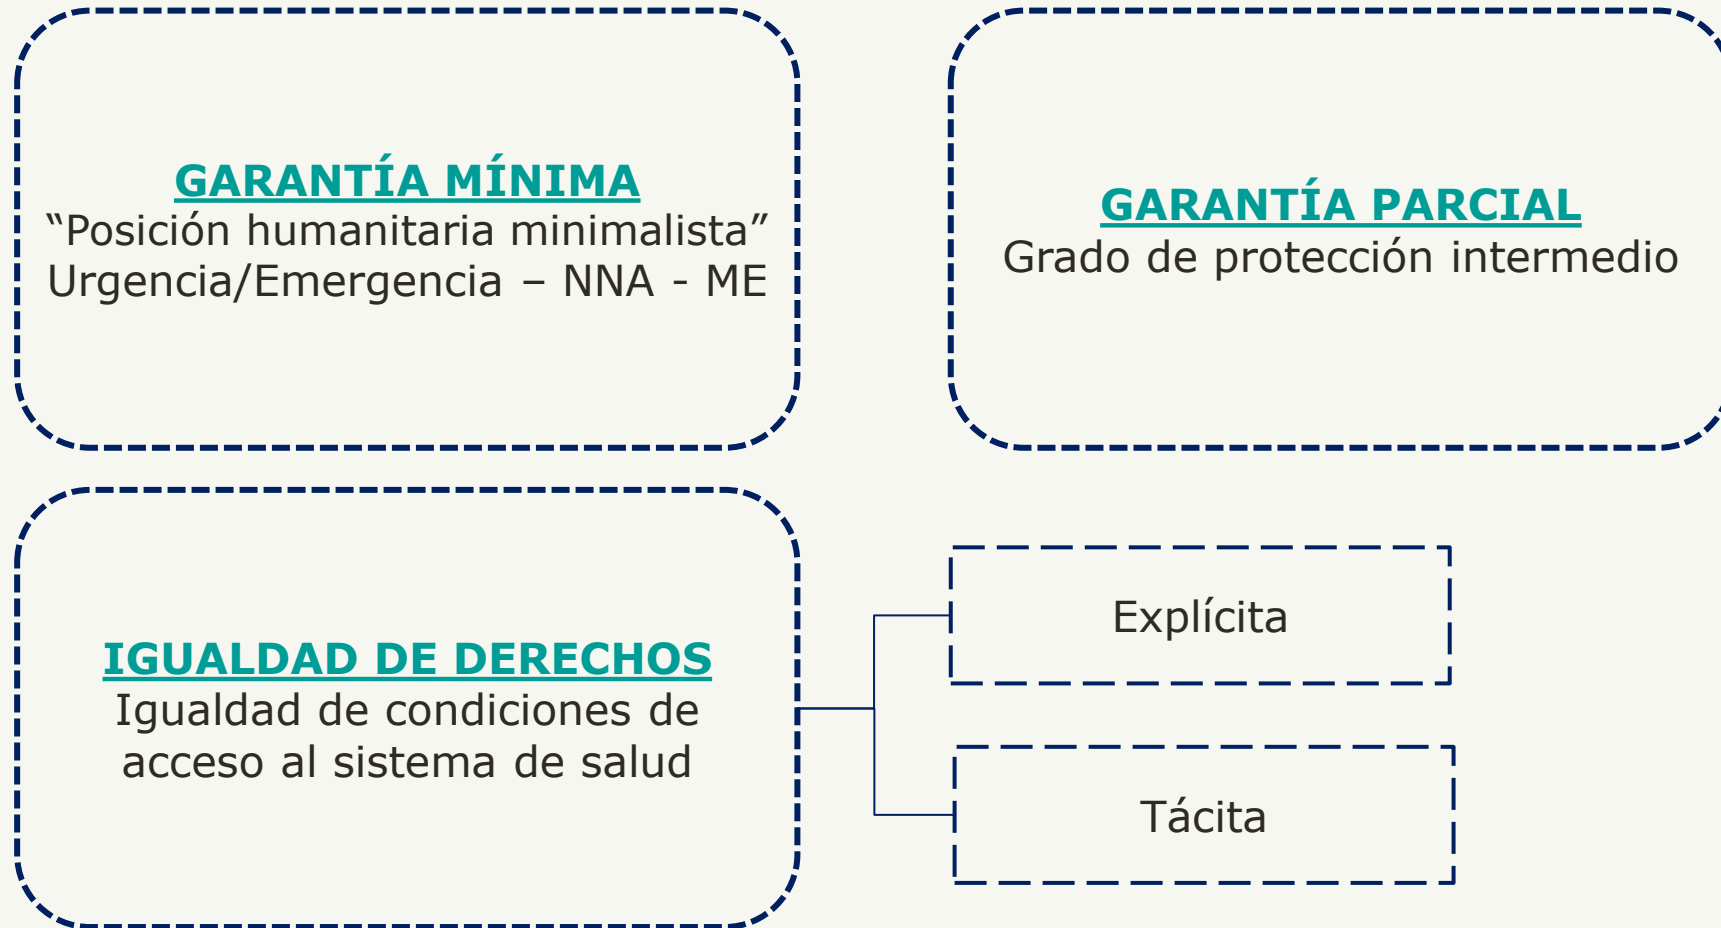 GARANTÍA MÍNIMA
“Posición humanitaria minimalista”
Urgencia/Emergencia – NNA - ME
GARANTÍA PARCIAL
Grado de protección intermedio
IGUALDAD DE DERECHOS
Igualdad de condiciones de
acceso al sistema de salud
Explícita
Tácita